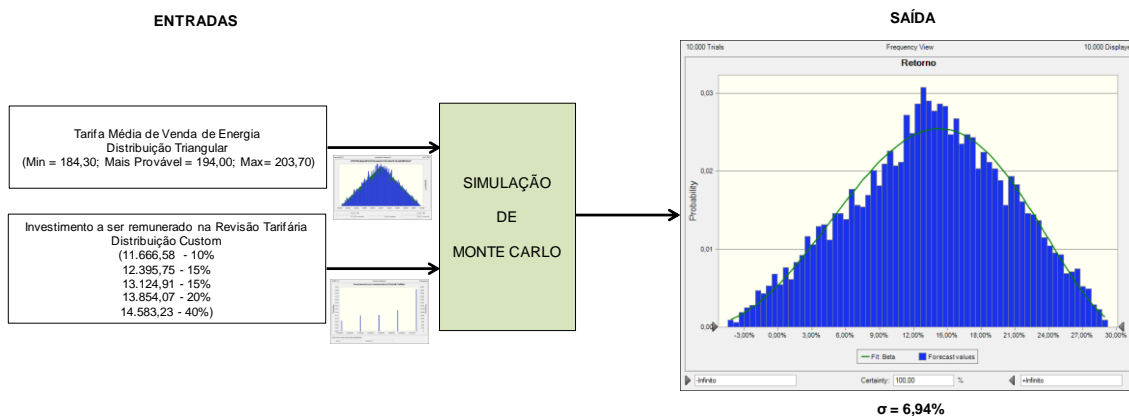 ENTRADAS
Tarifa Média de Venda de Energia
Distribuição Triangular
(Min = 184,30; Mais Provável = 194,00; Max= 203,70)
Investimento a ser remunerado na Revisão Tarifária
Distribuição Custom
(11.666,58 - 10%
12.395,75 - 15%
13.124,91 - 15%
13.854,07 - 20%
14.583,23 - 40%)
SIMULAÇÃO
DE
MONTE CARLO
SAÍDA
10.000 Trials Frequency View 10.000 Displaye
Retorno
Probability
0,03
0,02
0,01
0,00
-3,00% 0,00% 3,00% 6,00% 9,00% 12,00% 15,00% 18,00% 21,00% 24,00% 27,00% 30,00%
Fit: Beta Forecast values
-Infinito Certainty: 100,00 % +Infinito
σ = 6,94%